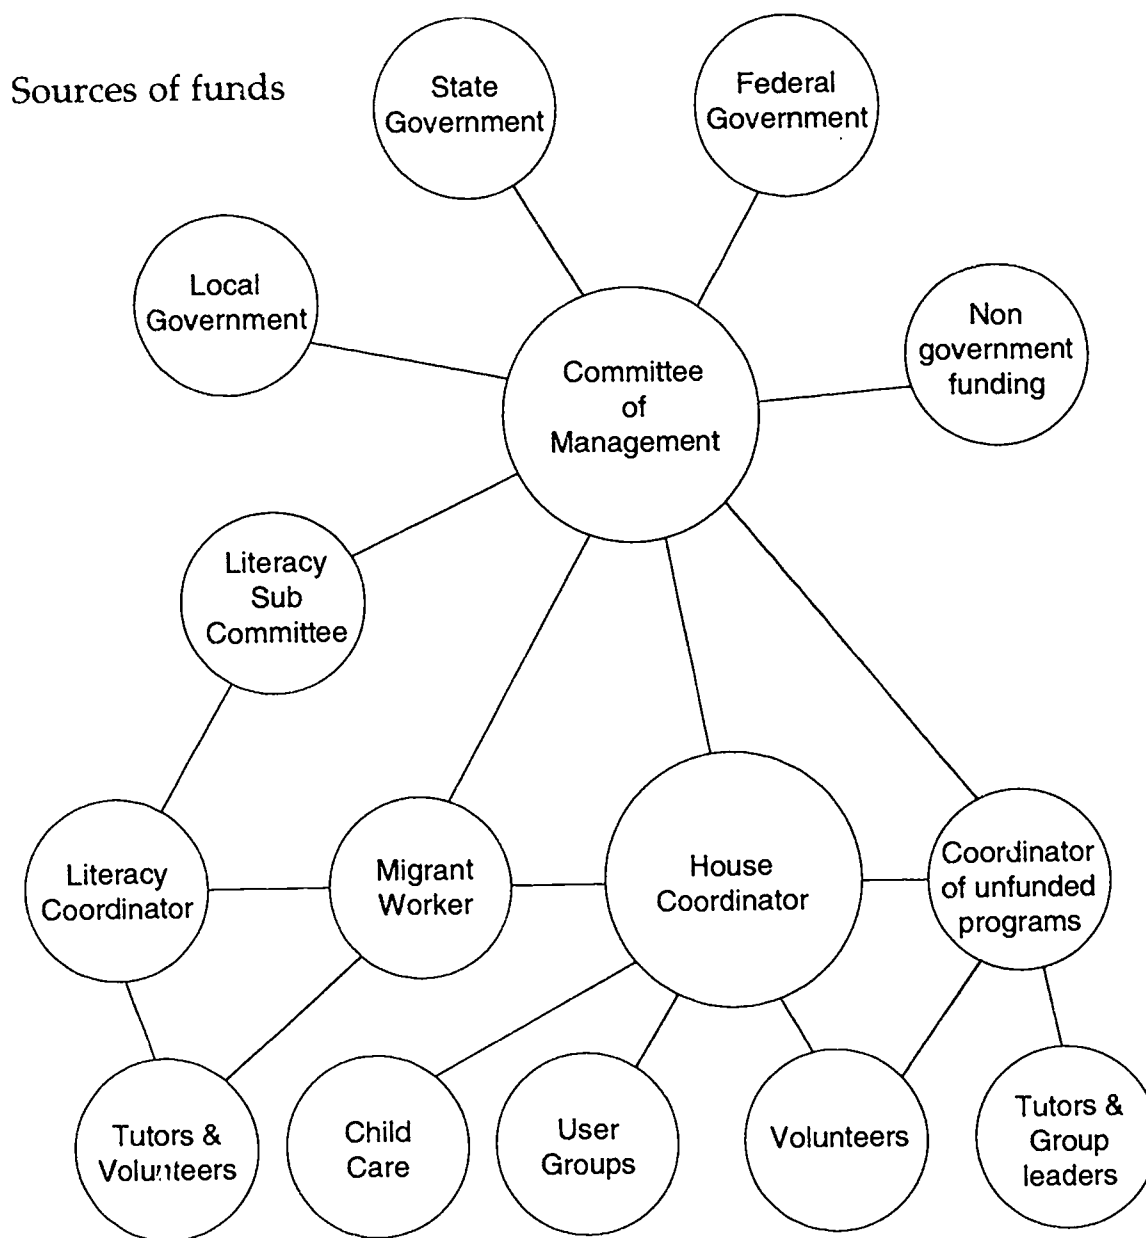 Sources of funds
State
Government
Federal
Government
Local
Government
Non
government
funding
Committee
of
Management
Literacy
Sub
Committee
Literacy
Coordinator
Migrant
Worker
House
Coordinator
Coordinator
of unfunded
programs
Tutors &
Volunteers
Child
Care
User
Groups
Volunteers
Tutors &
Group
leaders